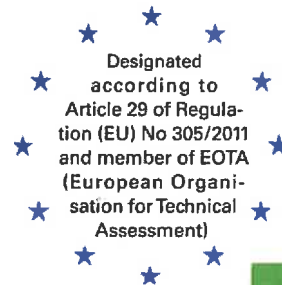 Designated
according to
Article 29 of Regula-
tion (EU) No 305/2011
and member of EOTA
(European Organi-
sation for Technical
Assessment)